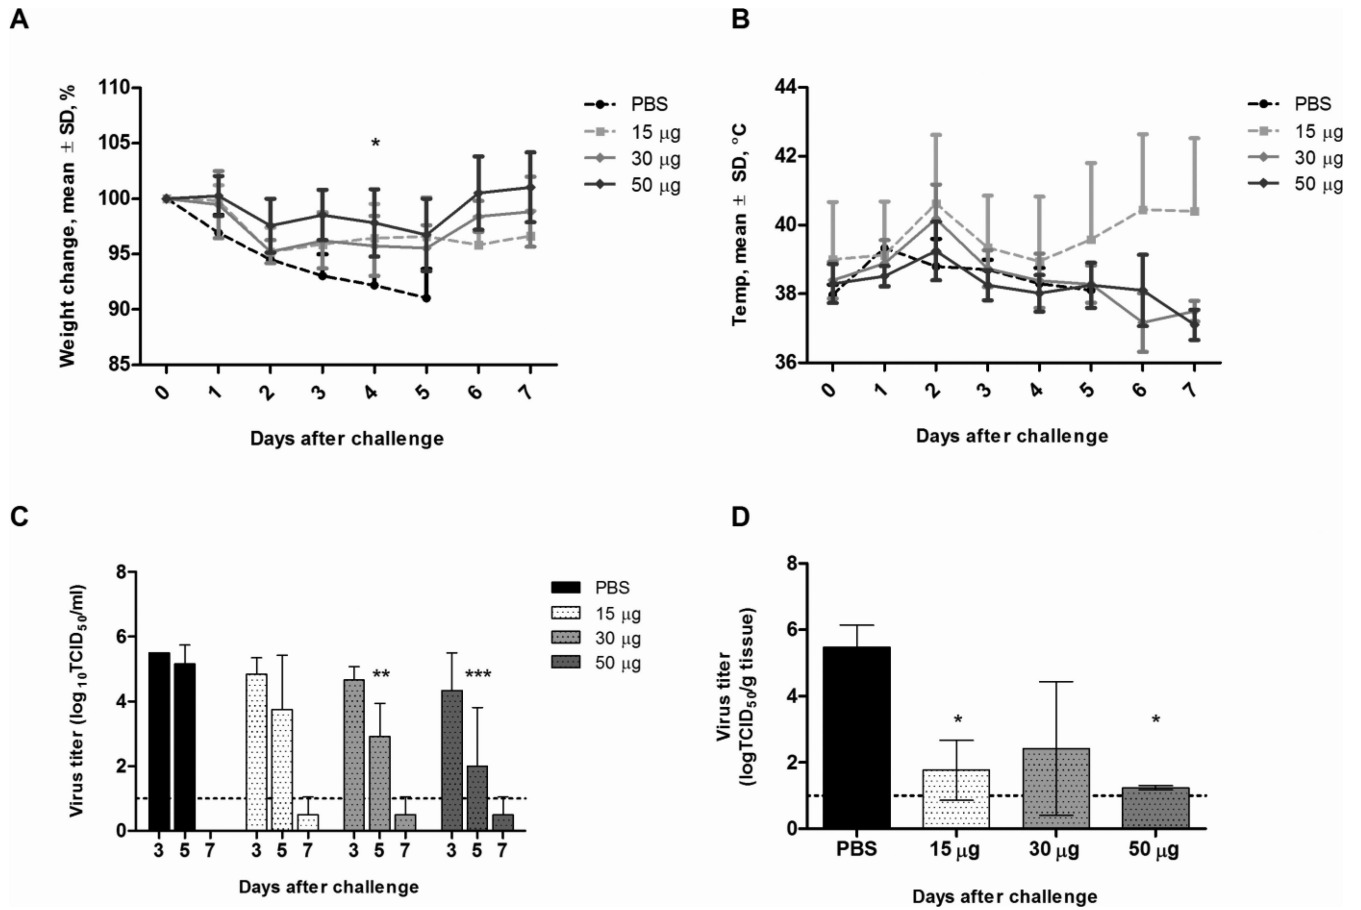 A
Weight change, mean ± SD, %
110
105
100
95
90
85
*
0 1 2 3 4 5 6 7
Days after challenge
PBS
15 µg
30 µg
50 µg
B
Temp, mean ± SD, °C
44
42
40
38
36
0 1 2 3 4 5 6 7
Days after challenge
PBS
15 µg
30 µg
50 µg
C
Virus titer (log10TCID50/ml)
8
6
4
2
0
** ***
3 5 7 3 5 7 3 5 7 3 5 7
Days after challenge
PBS
15 µg
30 µg
50 µg
D
Virus titer
(logTCID50/g tissue)
8
6
4
2
0
* *
PBS 15 µg 30 µg 50 µg
Days after challenge